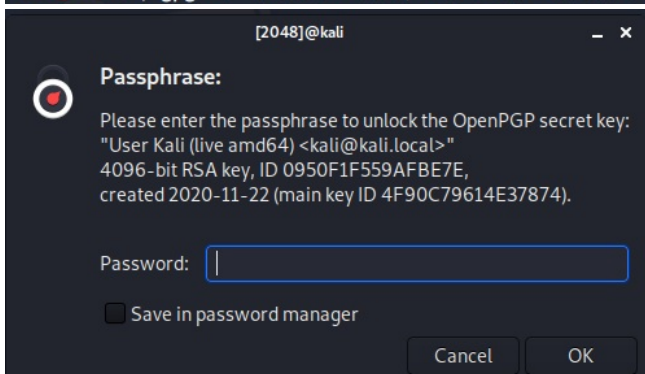 [2048]@kali
Passphrase:
Please enter the passphrase to unlock the OpenPGP secret key:
"User Kali (live amd64) <kali@kali.local>"
4096-bit RSA key, ID 0950F1F559AFBE7E,
created 2020-11-22 (main key ID 4F90C79614E37874).
Password:
Save in password manager
Cancel OK